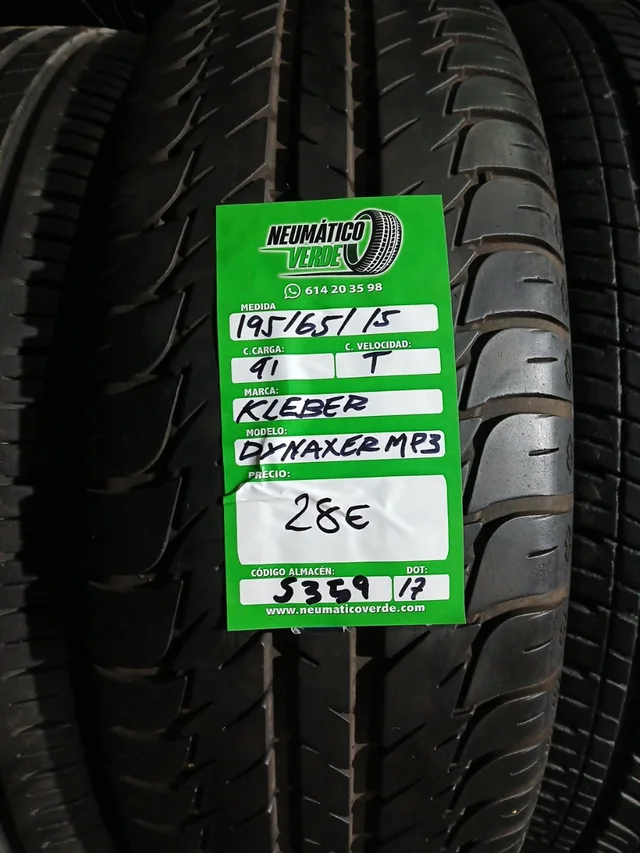 NEUMÁTICO
VERDE
614 20 35 98
MEDIDA
195/65/15
C.CARGA: C. VELOCIDAD:
91 T
MARCA:
KLEBER
MODELO:
DYNAXER MP3
PRECIO:
28€
CÓDIGO ALMACÉN: DOT:
5359 17
www.neumaticoverde.com